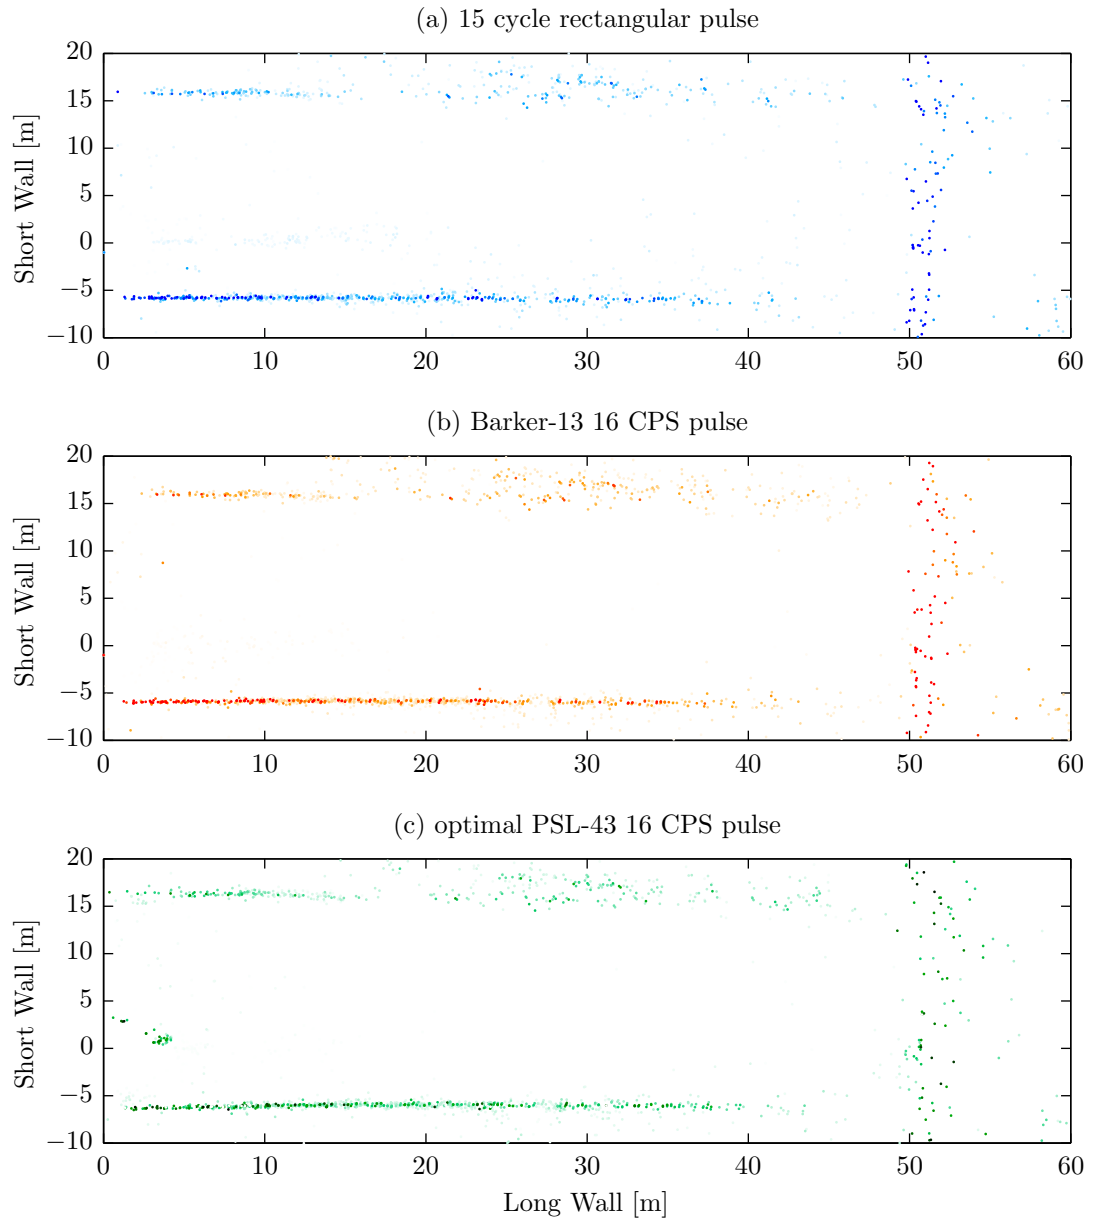 (a) 15 cycle rectangular pulse
20
15
10
5
0
−5
−10
Short Wall [m]
0 10 20 30 40 50 60
(b) Barker-13 16 CPS pulse
20
15
10
5
0
−5
−10
Short Wall [m]
0 10 20 30 40 50 60
(c) optimal PSL-43 16 CPS pulse
20
15
10
5
0
−5
−10
Short Wall [m]
0 10 20 30 40 50 60
Long Wall [m]